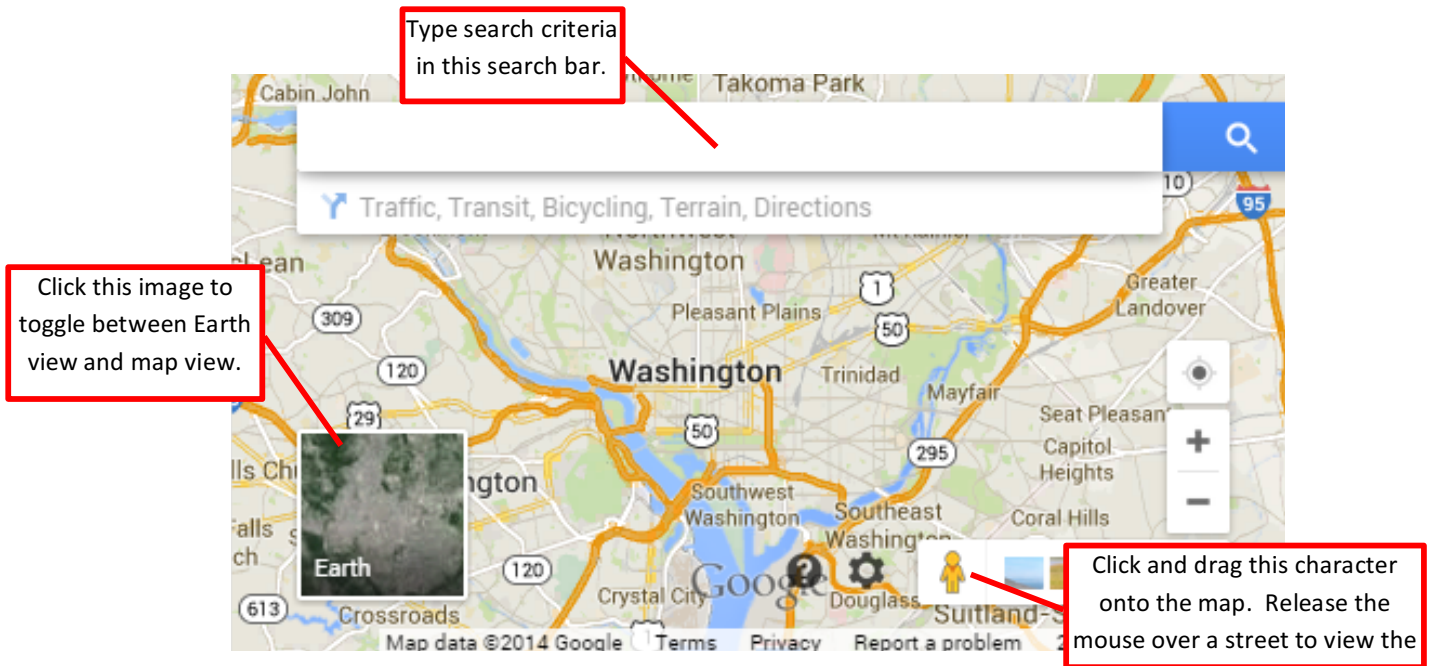 Type search criteria
in this search bar.
Cabin John
Takoma Park
10
95
Traffic, Transit, Bicycling, Terrain, Directions
Washington
Greater
Landover
1
Pleasant Plains
50
309
Click this image to
toggle between Earth
view and map view.
120
Washington
Trinidad
Mayfair
29
50
Seat Pleasant
295
Capitol
Heights
Southwest
Washington
Southeast
Washington
Coral Hills
Earth
120
Crystal City
Google
Douglass
613
Crossroads
Click and drag this character
onto the map. Release the
mouse over a street to view the
Map data ©2014 Google
1
Terms
Privacy
Report a problem